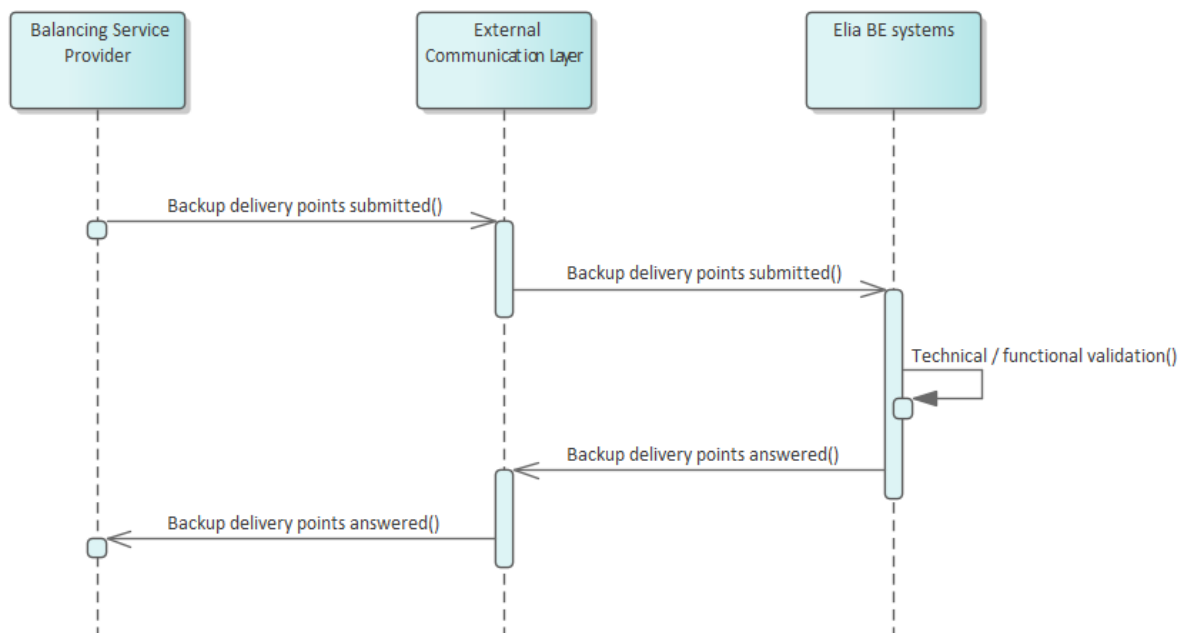 Balancing Service
Provider
External
Communication Layer
Elia BE systems
Backup delivery points submitted()
Backup delivery points submitted()
Technical / functional validation()
Backup delivery points answered()
Backup delivery points answered()